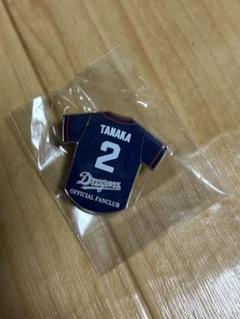 TANAKA
2
Dragons
OFFICIAL FANCLUB